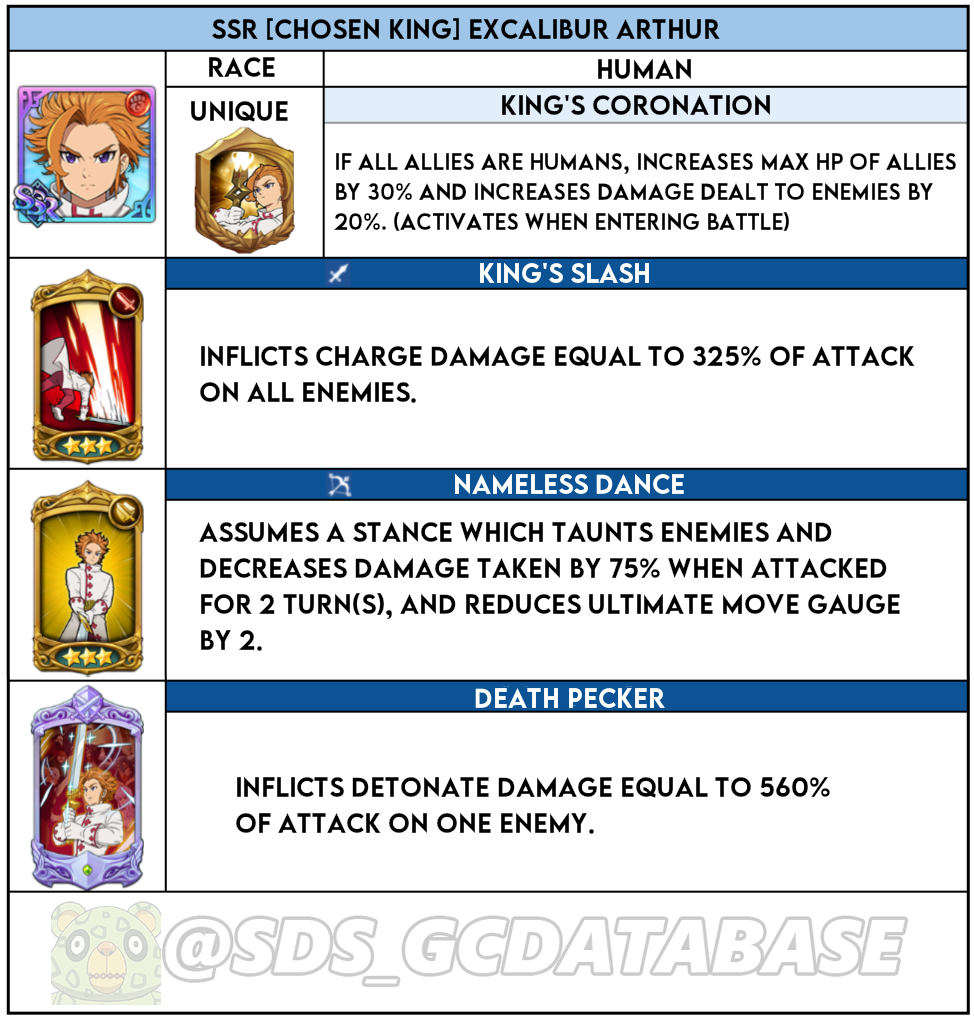 SSR [CHOSEN KING] EXCALIBUR ARTHUR
RACE
HUMAN
UNIQUE
KING'S CORONATION
IF ALL ALLIES ARE HUMANS, INCREASES MAX HP OF ALLIES
BY 30% AND INCREASES DAMAGE DEALT TO ENEMIES BY
20%. (ACTIVATES WHEN ENTERING BATTLE)
SSR
KING'S SLASH
INFLICTS CHARGE DAMAGE EQUAL TO 325% OF ATTACK
ON ALL ENEMIES.
NAMELESS DANCE
ASSUMES A STANCE WHICH TAUNTS ENEMIES AND
DECREASES DAMAGE TAKEN BY 75% WHEN ATTACKED
FOR 2 TURN(S), AND REDUCES ULTIMATE MOVE GAUGE
BY 2.
DEATH PECKER
INFLICTS DETONATE DAMAGE EQUAL TO 560%
OF ATTACK ON ONE ENEMY.
@SDS_GCDATABASE